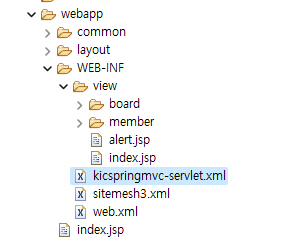 webapp
common
layout
WEB-INF
view
board
member
alert.jsp
index.jsp
kicspringmvc-servlet.xml
sitemesh3.xml
web.xml
index.jsp